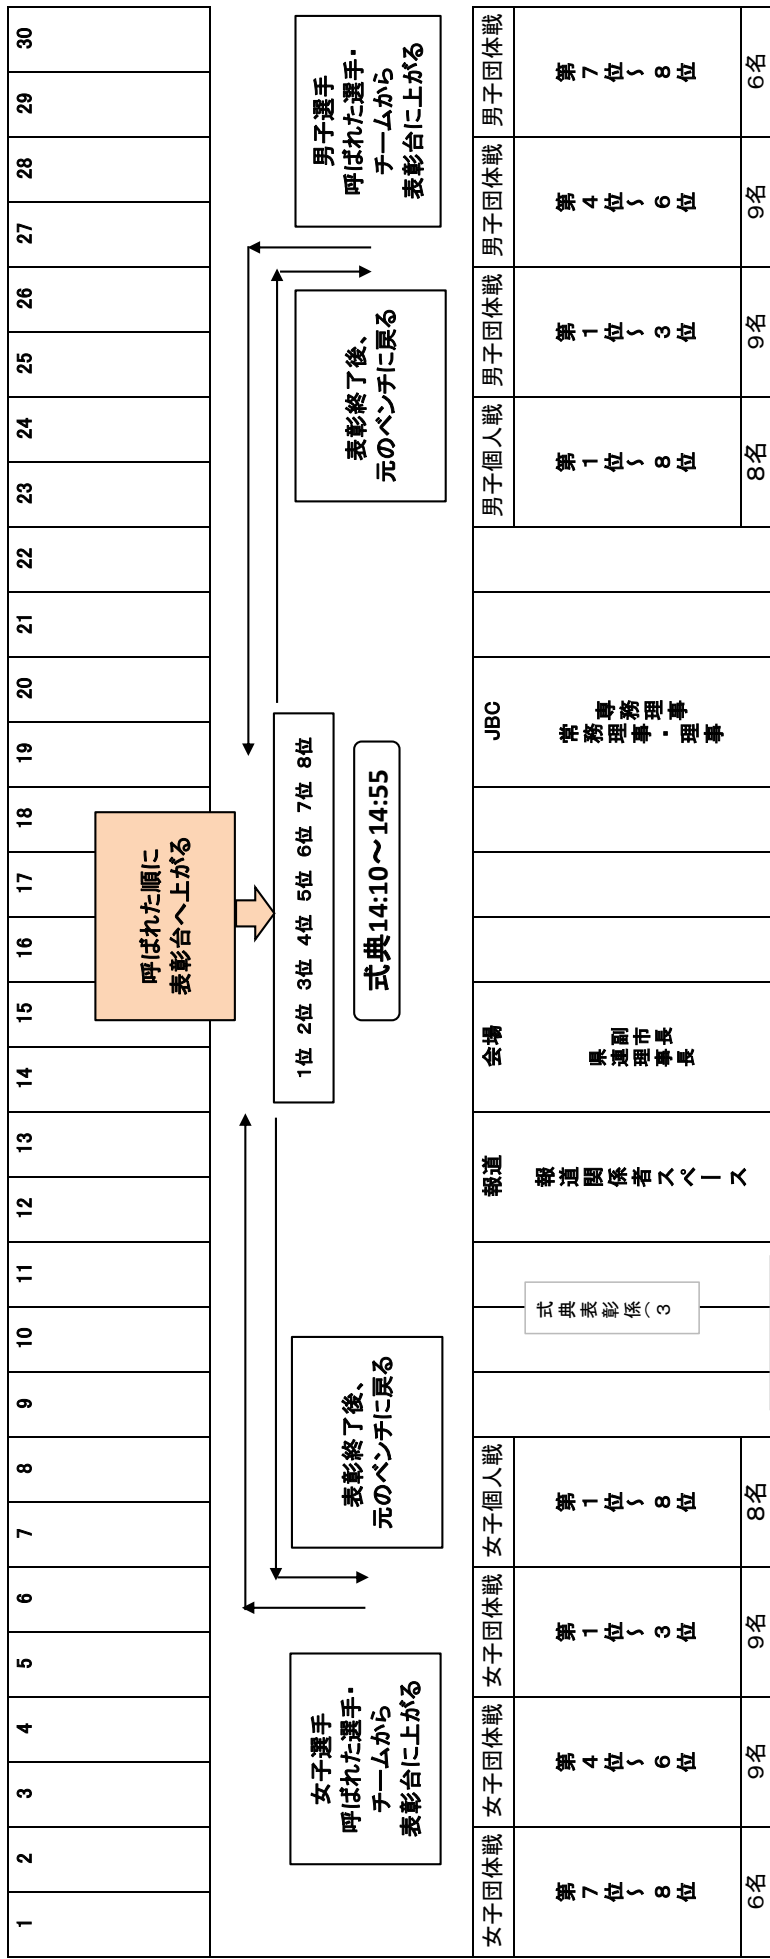 1 2 3 4 5 6 7 8 9 10 11 12 13 14 15 16 17 18 19 20 21 22 23 24 25 26 27 28 29 30
呼ばれた順に
表彰台へ上がる
1位 2位 3位 4位 5位 6位 7位 8位
式典14:10～14:55
女子選手
呼ばれた選手・
チームから
表彰台に上がる
表彰終了後、
元のベンチに戻る
表彰終了後、
元のベンチに戻る
男子選手
呼ばれた選手・
チームから
表彰台に上がる
女子団体戦
第7位～8位
6名
女子団体戦
第4位～6位
9名
女子団体戦
第1位～3位
9名
女子個人戦
第1位～8位
8名
式典表彰係（3
報道
報道関係者スペース
会場
副市長
県連理事長
JBC
専務理事
常務理事・理事
男子個人戦
第1位～8位
8名
男子団体戦
第1位～3位
9名
男子団体戦
第4位～6位
9名
男子団体戦
第7位～8位
6名